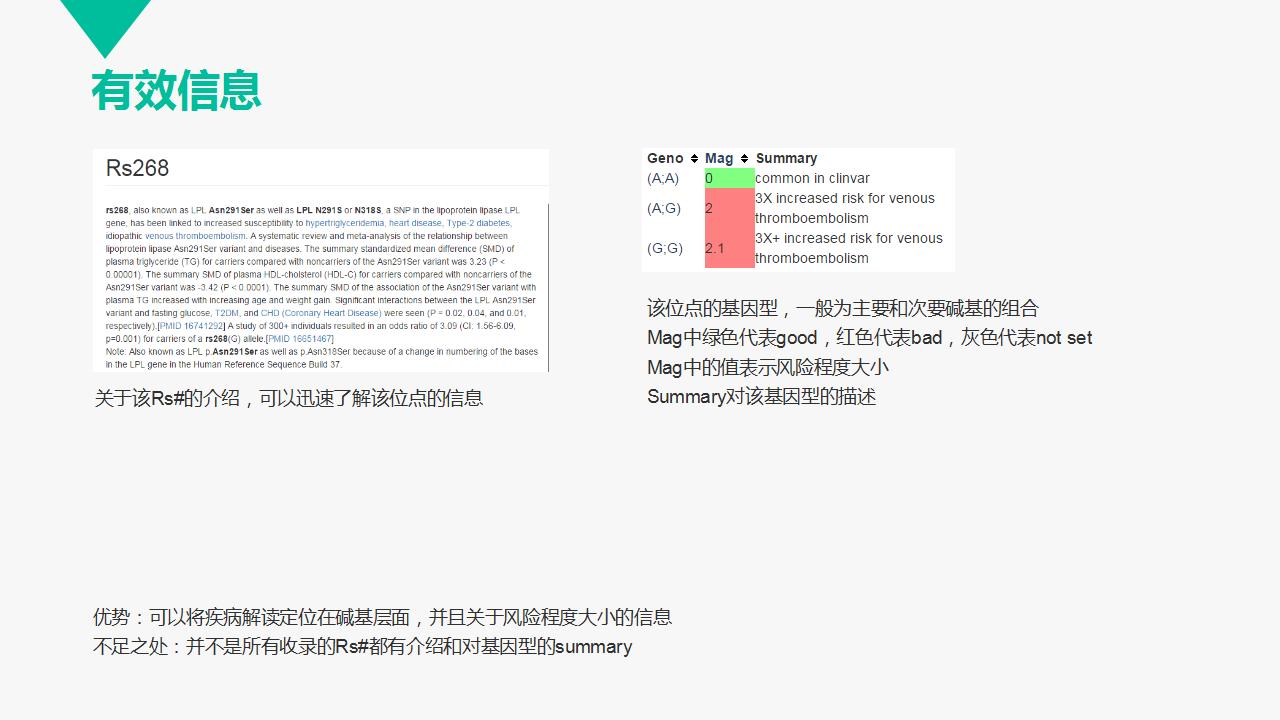 有效信息
Rs268
rs268, also known as LPL Asn291Ser as well as LPL N291S or N318S, a SNP in the lipoprotein lipase LPL
gene, has been linked to increased susceptibility to hypertriglyceridemia, heart disease, Type-2 diabetes,
idiopathic venous thromboembolism. A systematic review and meta-analysis of the relationship between
lipoprotein lipase Asn291Ser variant and diseases. The summary standardized mean difference (SMD) of
plasma triglyceride (TG) for carriers compared with noncarriers of the Asn291Ser variant was 3.23 (P <
0.00001). The summary SMD of plasma HDL-cholsterol (HDL-C) for carriers compared with noncarriers of the
Asn291Ser variant was -3.42 (P < 0.0001). The summary SMD of the association of the Asn291Ser variant with
plasma TG increased with increasing age and weight gain. Significant interactions between the LPL Asn291Ser
variant and fasting glucose, T2DM, and CHD (Coronary Heart Disease) were seen (P = 0.02, 0.04, and 0.01,
respectively).[PMID 16741292] A study of 300+ individuals resulted in an odds ratio of 3.09 (CI: 1.56-6.09,
p=0.001) for carriers of a rs268(G) allele.[PMID 16651467]
Note: Also known as LPL p.Asn291Ser as well as p.Asn318Ser because of a change in numbering of the bases
in the LPL gene in the Human Reference Sequence Build 37.
关于该Rs#的介绍，可以迅速了解该位点的信息
Geno Mag Summary
(A;A) 0 common in clinvar
(A;G) 2 3X increased risk for venous
thromboembolism
(G;G) 2.1 3X+ increased risk for venous
thromboembolism
该位点的基因型，一般为主要和次要碱基的组合
Mag中绿色代表good，红色代表bad，灰色代表not set
Mag中的值表示风险程度大小
Summary对该基因型的描述
优势：可以将疾病解读定位在碱基层面，并且关于风险程度大小的信息
不足之处：并不是所有收录的Rs#都有介绍和对基因型的summary